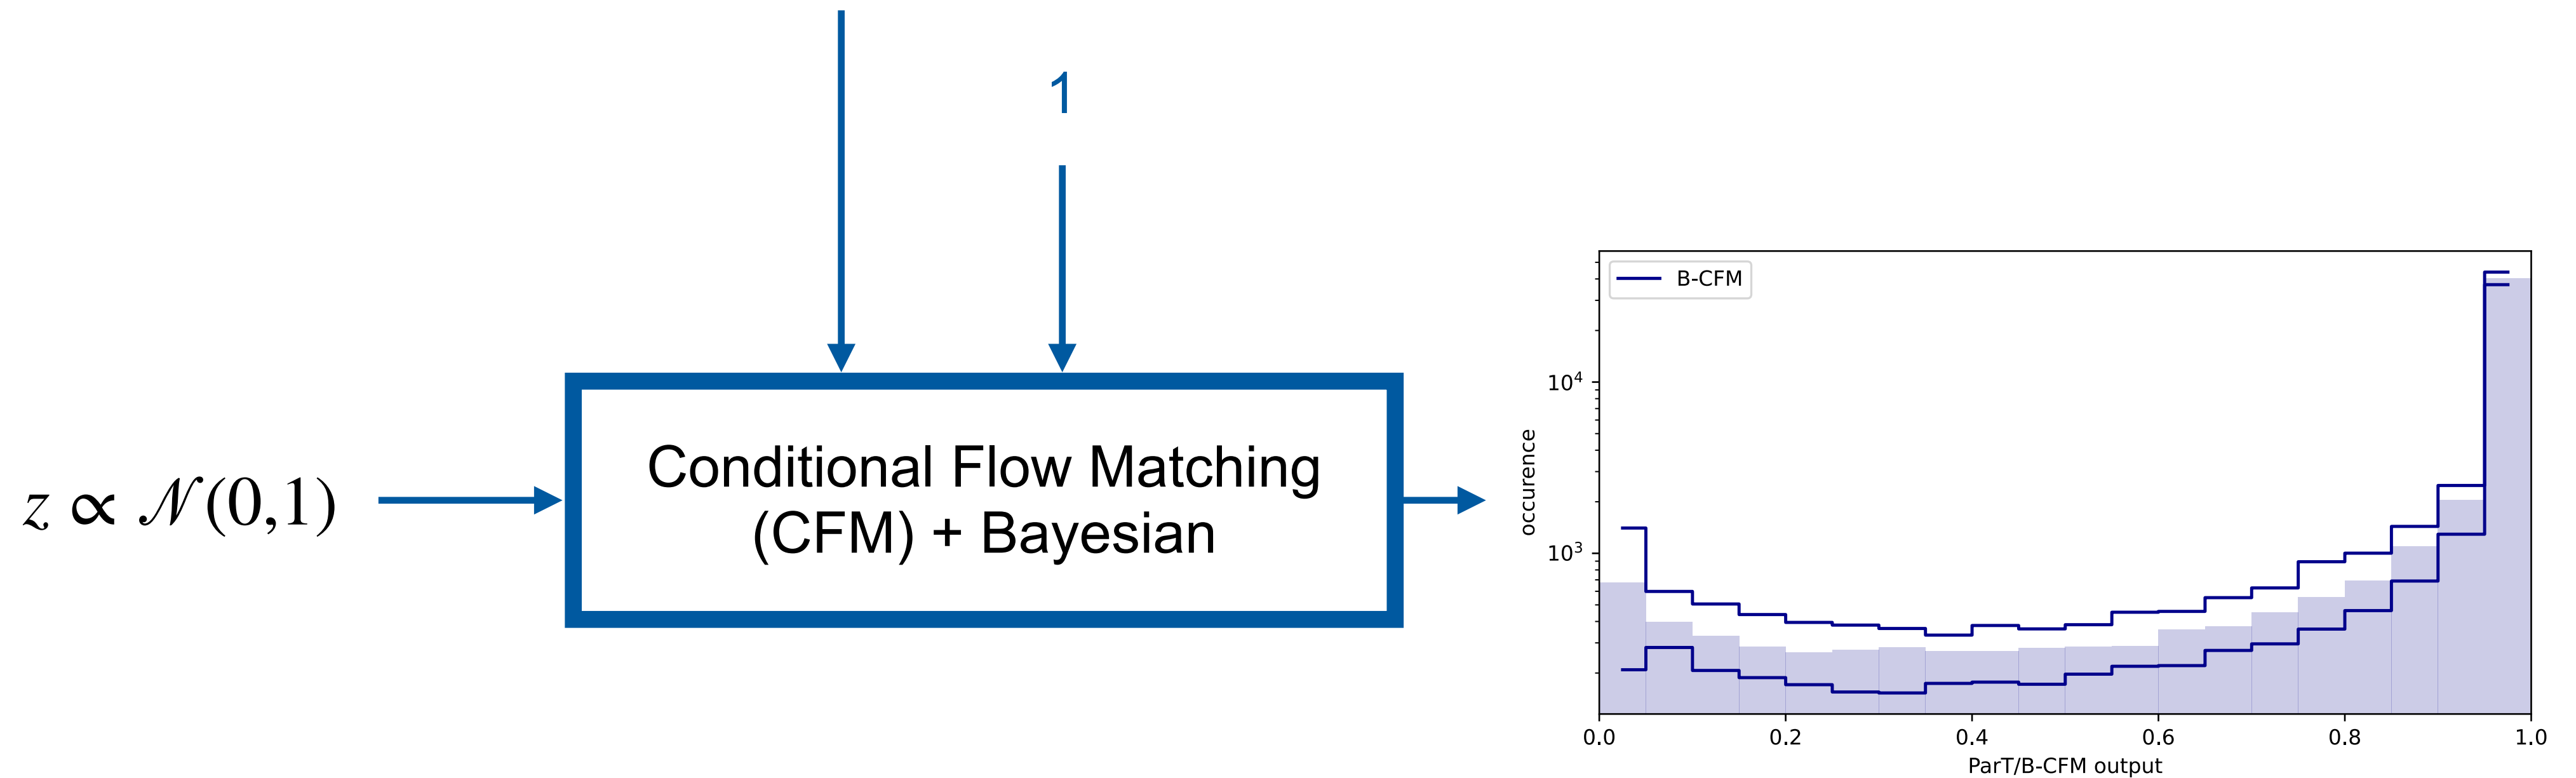 1
z ∝ 𝒩(0,1)
Conditional Flow Matching
(CFM) + Bayesian
B-CFM
occurence
10⁴
10³
0.0 0.2 0.4 0.6 0.8 1.0
ParT/B-CFM output